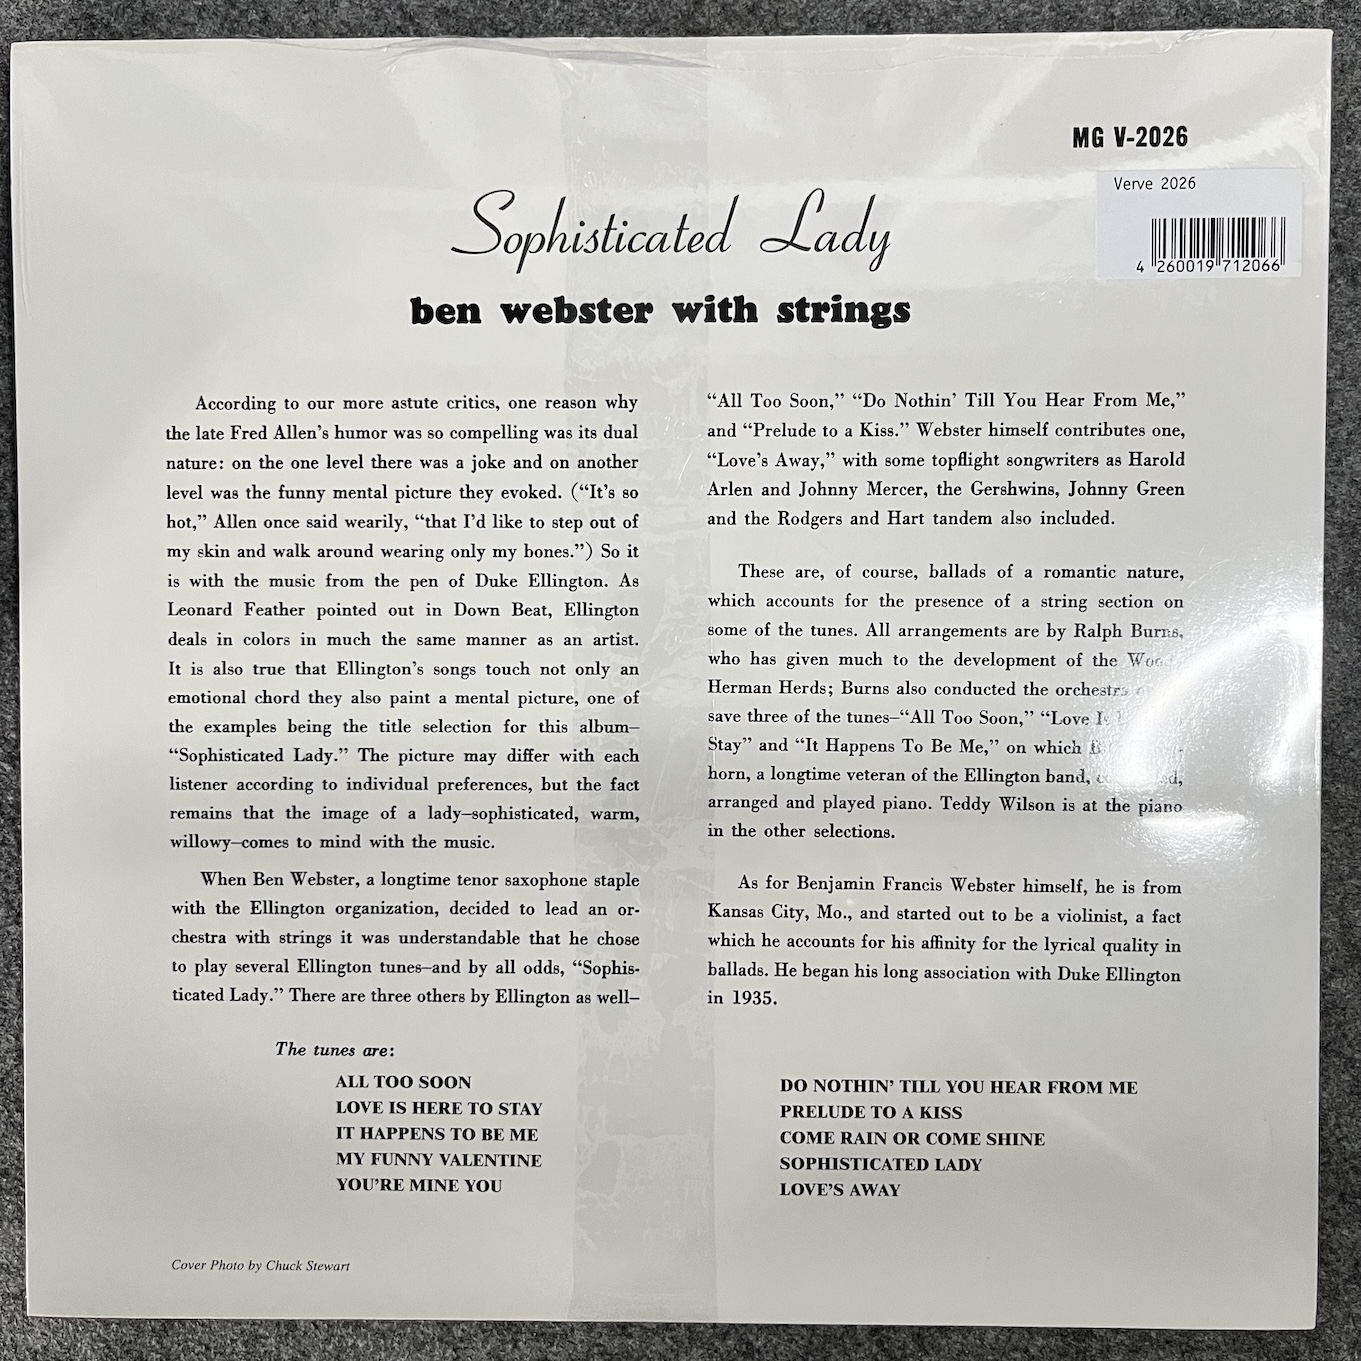 MG V-2026
Verve 2026
4 260019 712066
Sophisticated Lady
ben webster with strings
According to our more astute critics, one reason why
the late Fred Allen's humor was so compelling was its dual
nature: on the one level there was a joke and on another
level was the funny mental picture they evoked. (“It's so
hot,” Allen once said wearily, “that I'd like to step out of
my skin and walk around wearing only my bones.”) So it
is with the music from the pen of Duke Ellington. As
Leonard Feather pointed out in Down Beat, Ellington
deals in colors in much the same manner as an artist.
It is also true that Ellington's songs touch not only an
emotional chord they also paint a mental picture, one of
the examples being the title selection for this album—
“Sophisticated Lady.” The picture may differ with each
listener according to individual preferences, but the fact
remains that the image of a lady—sophisticated, warm,
willowy—comes to mind with the music.
When Ben Webster, a longtime tenor saxophone staple
with the Ellington organization, decided to lead an or-
chestra with strings it was understandable that he chose
to play several Ellington tunes—and by all odds, “Sophis-
ticated Lady.” There are three others by Ellington as well—
“All Too Soon,” “Do Nothin' Till You Hear From Me,”
and “Prelude to a Kiss.” Webster himself contributes one,
“Love's Away,” with some topflight songwriters as Harold
Arlen and Johnny Mercer, the Gershwins, Johnny Green
and the Rodgers and Hart tandem also included.
These are, of course, ballads of a romantic nature,
which accounts for the presence of a string section on
some of the tunes. All arrangements are by Ralph Burns,
who has given much to the development of the
Herman Herds; Burns also conducted the orchestra
save three of the tunes—“All Too Soon,” “Love
Stay” and “It Happens To Be Me,” on which
horn, a longtime veteran of the Ellington band,
arranged and played piano. Teddy Wilson is at the piano
in the other selections.
As for Benjamin Francis Webster himself, he is from
Kansas City, Mo., and started out to be a violinist, a fact
which he accounts for his affinity for the lyrical quality in
ballads. He began his long association with Duke Ellington
in 1935.
The tunes are:
ALL TOO SOON
LOVE IS HERE TO STAY
IT HAPPENS TO BE ME
MY FUNNY VALENTINE
YOU'RE MINE YOU
DO NOTHIN' TILL YOU HEAR FROM ME
PRELUDE TO A KISS
COME RAIN OR COME SHINE
SOPHISTICATED LADY
LOVE'S AWAY
Cover Photo by Chuck Stewart